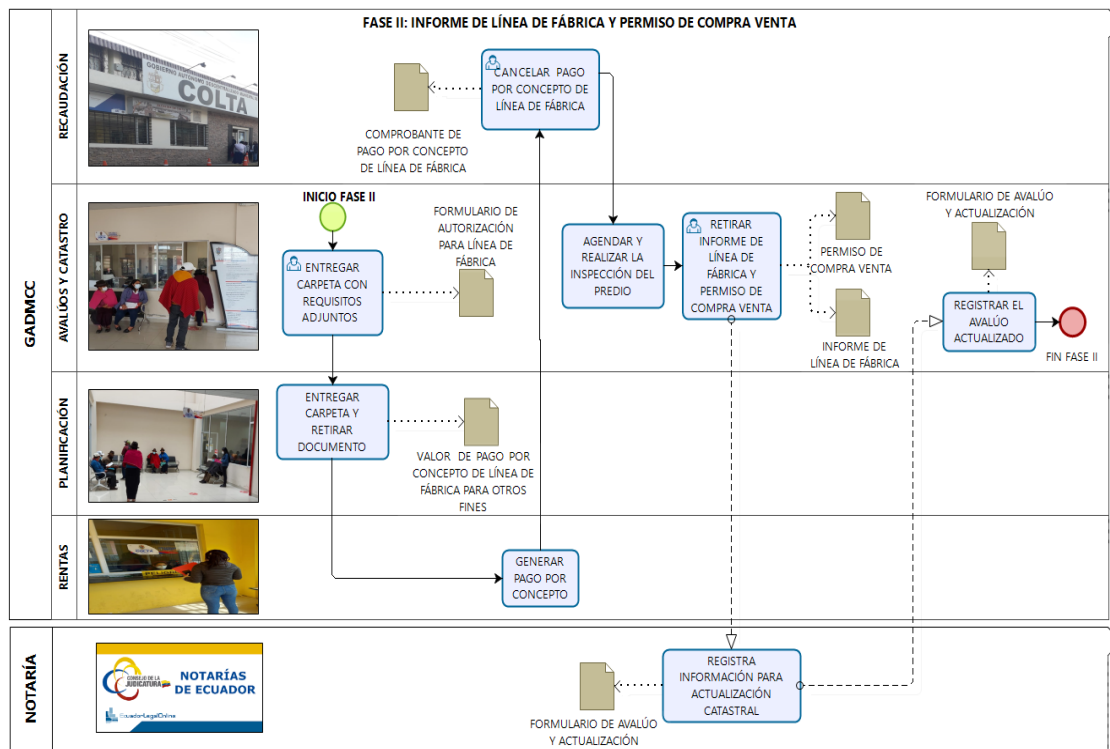 FASE II: INFORME DE LÍNEA DE FÁBRICA Y PERMISO DE COMPRA VENTA
GADMCC
RECAUDACIÓN
COLTA
CANCELAR PAGO
POR CONCEPTO DE
LÍNEA DE FÁBRICA
COMPROBANTE DE
PAGO POR CONCEPTO
DE LÍNEA DE FÁBRICA
AVALÚOS Y CATASTRO
INICIO FASE II
ENTREGAR
CARPETA CON
REQUISITOS
ADJUNTOS
FORMULARIO DE
AUTORIZACIÓN
PARA LÍNEA DE
FÁBRICA
AGENDAR Y
REALIZAR LA
INSPECCIÓN DEL
PREDIO
RETIRAR
INFORME DE
LÍNEA DE
FÁBRICA Y
PERMISO DE
COMPRA VENTA
PERMISO DE
COMPRA VENTA
INFORME DE
LÍNEA DE FÁBRICA
FORMULARIO DE AVALÚO
Y ACTUALIZACIÓN
REGISTRAR EL
AVALÚO
ACTUALIZADO
FIN FASE II
PLANIFICACIÓN
ENTREGAR
CARPETA Y
RETIRAR
DOCUMENTO
VALOR DE PAGO POR
CONCEPTO DE LÍNEA DE
FÁBRICA PARA OTROS
FINES
RENTAS
GENERAR
PAGO POR
CONCEPTO
NOTARÍA
CONSEJO DE LA
JUDICATURA
NOTARÍAS
DE ECUADOR
EcuadorLegalOnline
REGISTRA
INFORMACIÓN PARA
ACTUALIZACIÓN
CATASTRAL
FORMULARIO DE AVALÚO
Y ACTUALIZACIÓN